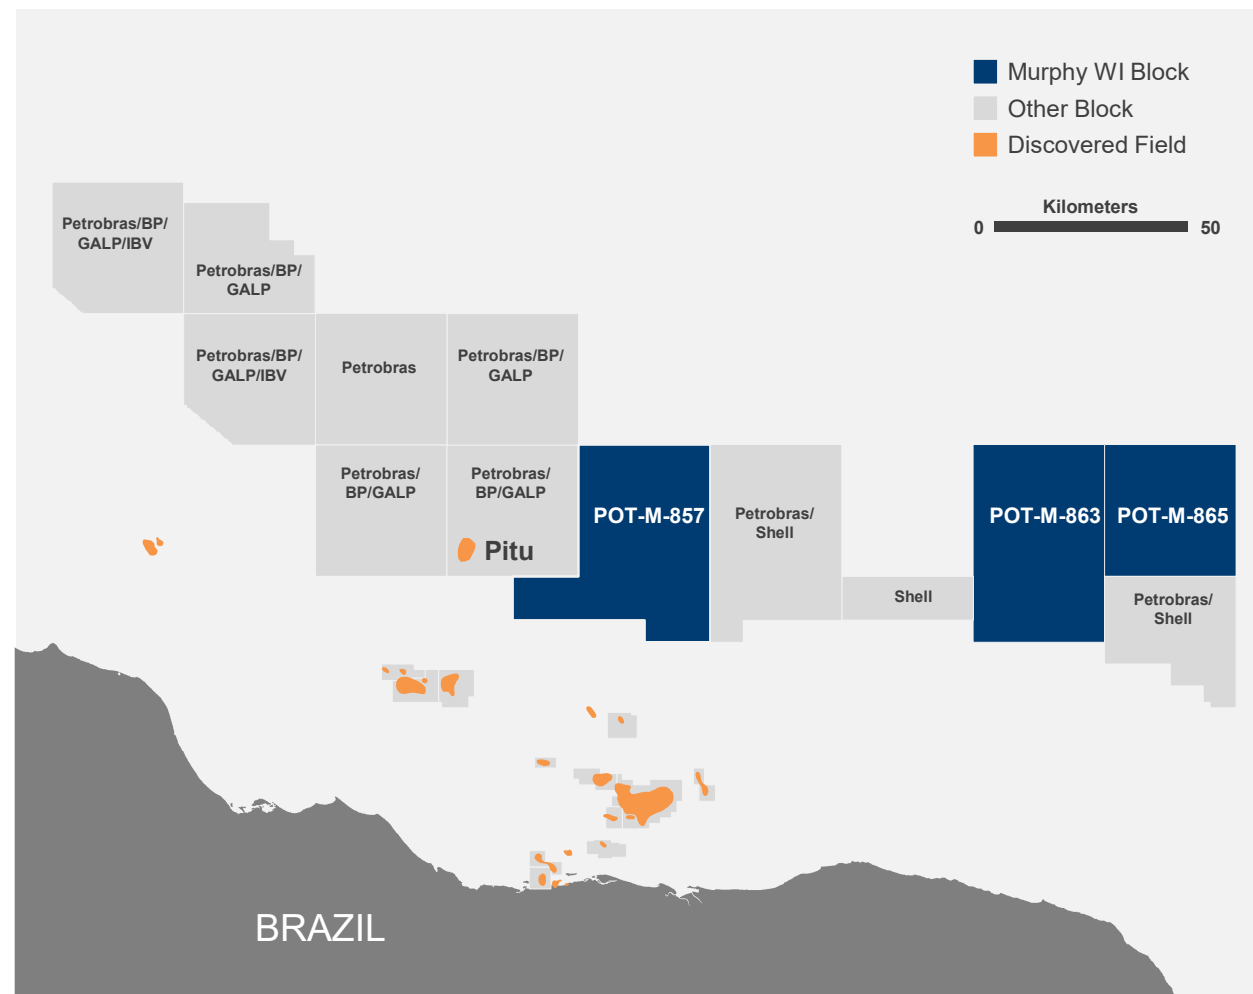 Murphy WI Block
Other Block
Discovered Field
Kilometers
0 50
Petrobras/BP/
GALP/IBV
Petrobras/BP/
GALP
Petrobras/BP/
GALP/IBV
Petrobras
Petrobras/BP/
GALP
Petrobras/
BP/GALP
Petrobras/
BP/GALP
Pitu
POT-M-857
Petrobras/
Shell
Shell
POT-M-863
POT-M-865
Petrobras/
Shell
BRAZIL